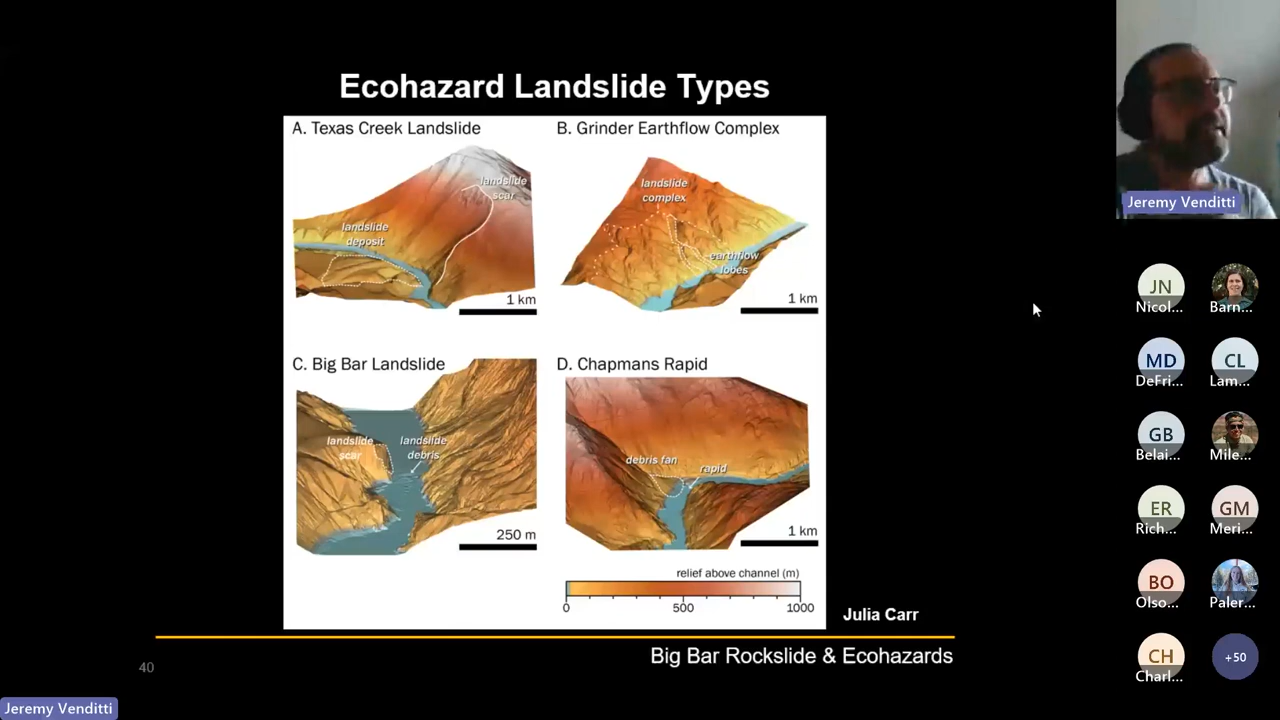 Ecohazard Landslide Types
A. Texas Creek Landslide
landslide
scar
landslide
deposit
1 km
B. Grinder Earthflow Complex
landslide
complex
earthflow
lobes
1 km
C. Big Bar Landslide
landslide
scar
landslide
debris
250 m
D. Chapmans Rapid
debris fan
rapid
1 km
relief above channel (m)
0 500 1000
Julia Carr
40
Big Bar Rockslide & Ecohazards
Jeremy Venditti
Jeremy Venditti
JN
Nicol...
Barn...
MD
DeFri...
CL
Lam...
GB
Belai...
Mile...
ER
Rich...
GM
Meri...
BO
Olso...
Paler...
CH
Charl...
+50